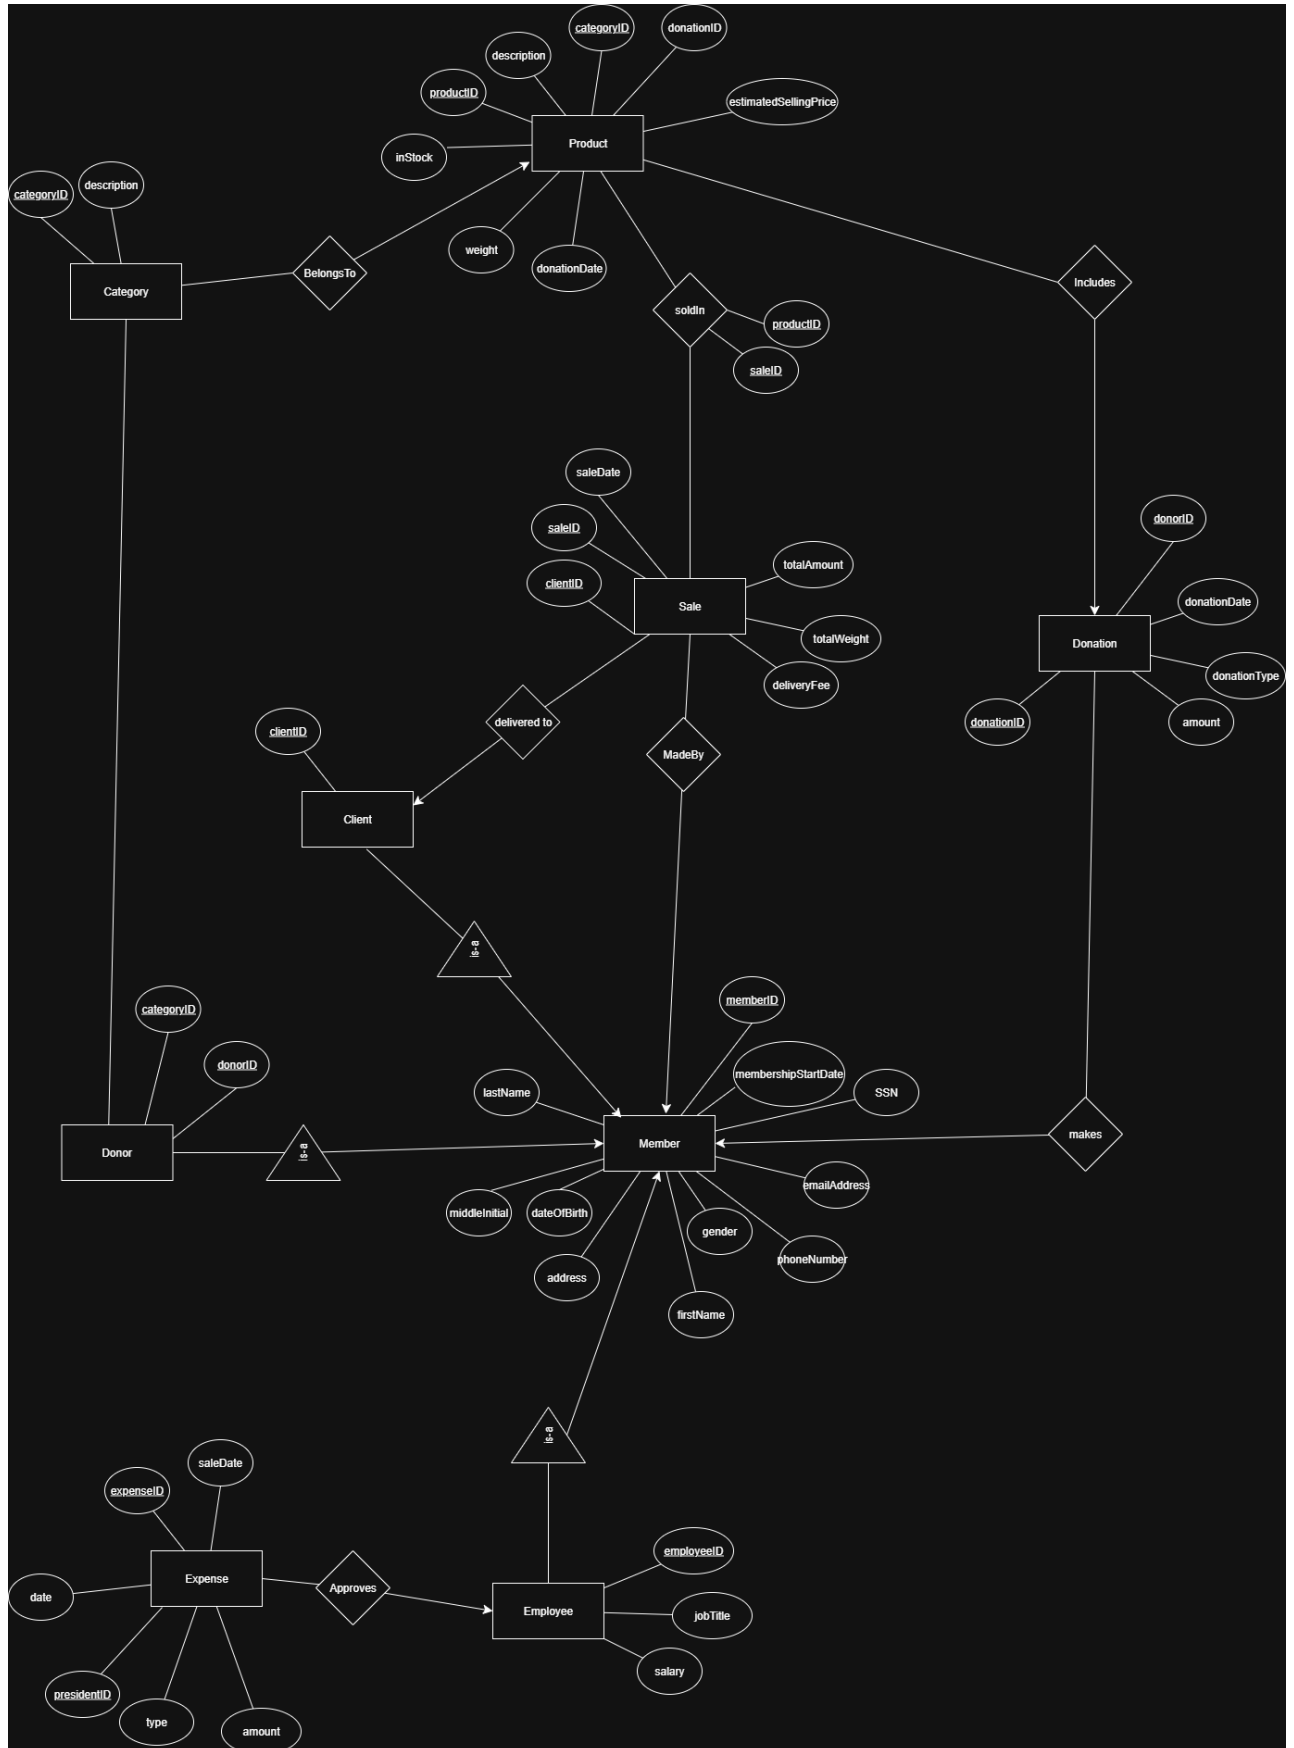 categoryID
donationID
description
productID
estimatedSellingPrice
Product
inStock
categoryID
description
weight
donationDate
BelongsTo
Category
Includes
soldIn
productID
saleID
saleDate
saleID
clientID
totalAmount
Sale
totalWeight
deliveryFee
donorID
donationDate
Donation
donationType
donationID
amount
delivered to
MadeBy
clientID
Client
is-a
categoryID
donorID
Donor
is-a
memberID
membershipStartDate
SSN
lastName
Member
makes
emailAddress
middleInitial
dateOfBirth
gender
phoneNumber
address
firstName
is-a
saleDate
expenseID
Expense
date
Approves
presidentID
type
amount
employeeID
Employee
jobTitle
salary